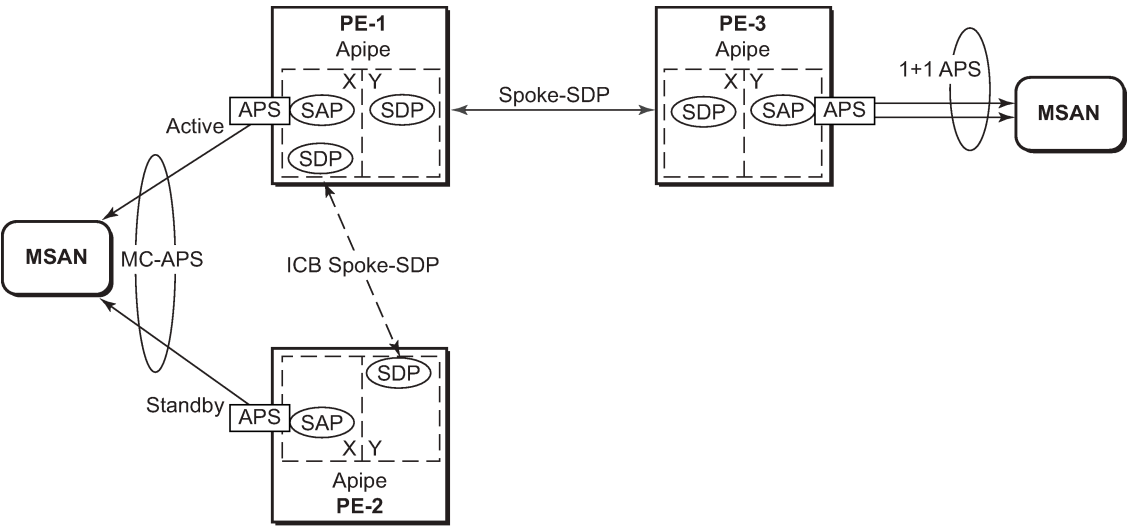 PE-1
Apipe
X Y
APS
SAP
SDP
SDP
Active
Spoke-SDP
PE-3
Apipe
X Y
SDP
SAP
APS
1+1 APS
MSAN
MSAN
MC-APS
ICB Spoke-SDP
Standby
APS
SAP
SDP
X Y
Apipe
PE-2